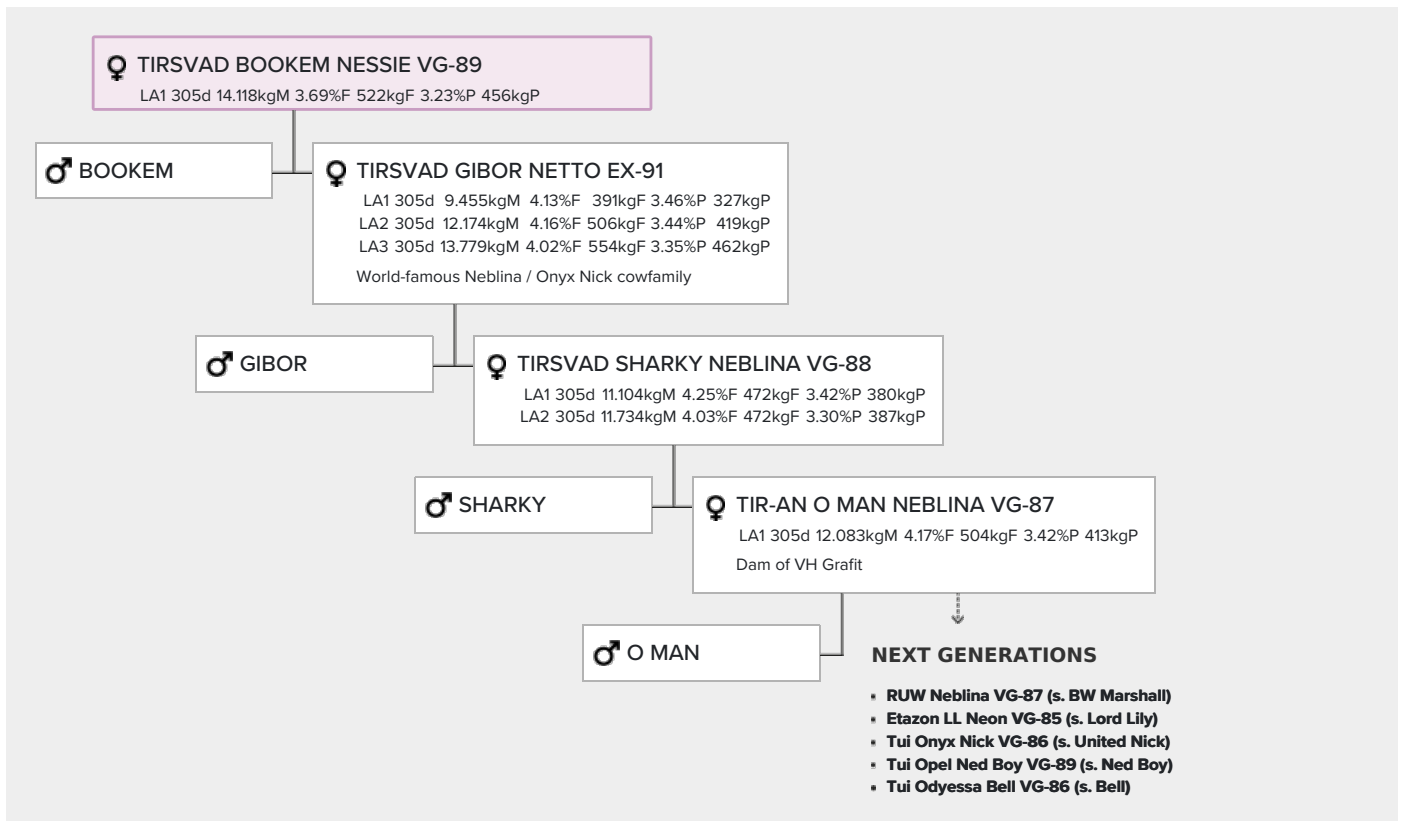 TIRSVAD BOOKEM NESSIE VG-89
LA1 305d 14.118kgM 3.69%F 522kgF 3.23%P 456kgP
BOOKEM
TIRSVAD GIBOR NETTO EX-91
LA1 305d 9.455kgM 4.13%F 391kgF 3.46%P 327kgP
LA2 305d 12.174kgM 4.16%F 506kgF 3.44%P 419kgP
LA3 305d 13.779kgM 4.02%F 554kgF 3.35%P 462kgP
World-famous Neblina / Onyx Nick cowfamily
GIBOR
TIRSVAD SHARKY NEBLINA VG-88
LA1 305d 11.104kgM 4.25%F 472kgF 3.42%P 380kgP
LA2 305d 11.734kgM 4.03%F 472kgF 3.30%P 387kgP
SHARKY
TIR-AN O MAN NEBLINA VG-87
LA1 305d 12.083kgM 4.17%F 504kgF 3.42%P 413kgP
Dam of VH Grafit
O MAN
NEXT GENERATIONS
RUW Neblina VG-87 (s. BW Marshall)
Etazon LL Neon VG-85 (s. Lord Lily)
Tui Onyx Nick VG-86 (s. United Nick)
Tui Opel Ned Boy VG-89 (s. Ned Boy)
Tui Odyessa Bell VG-86 (s. Bell)